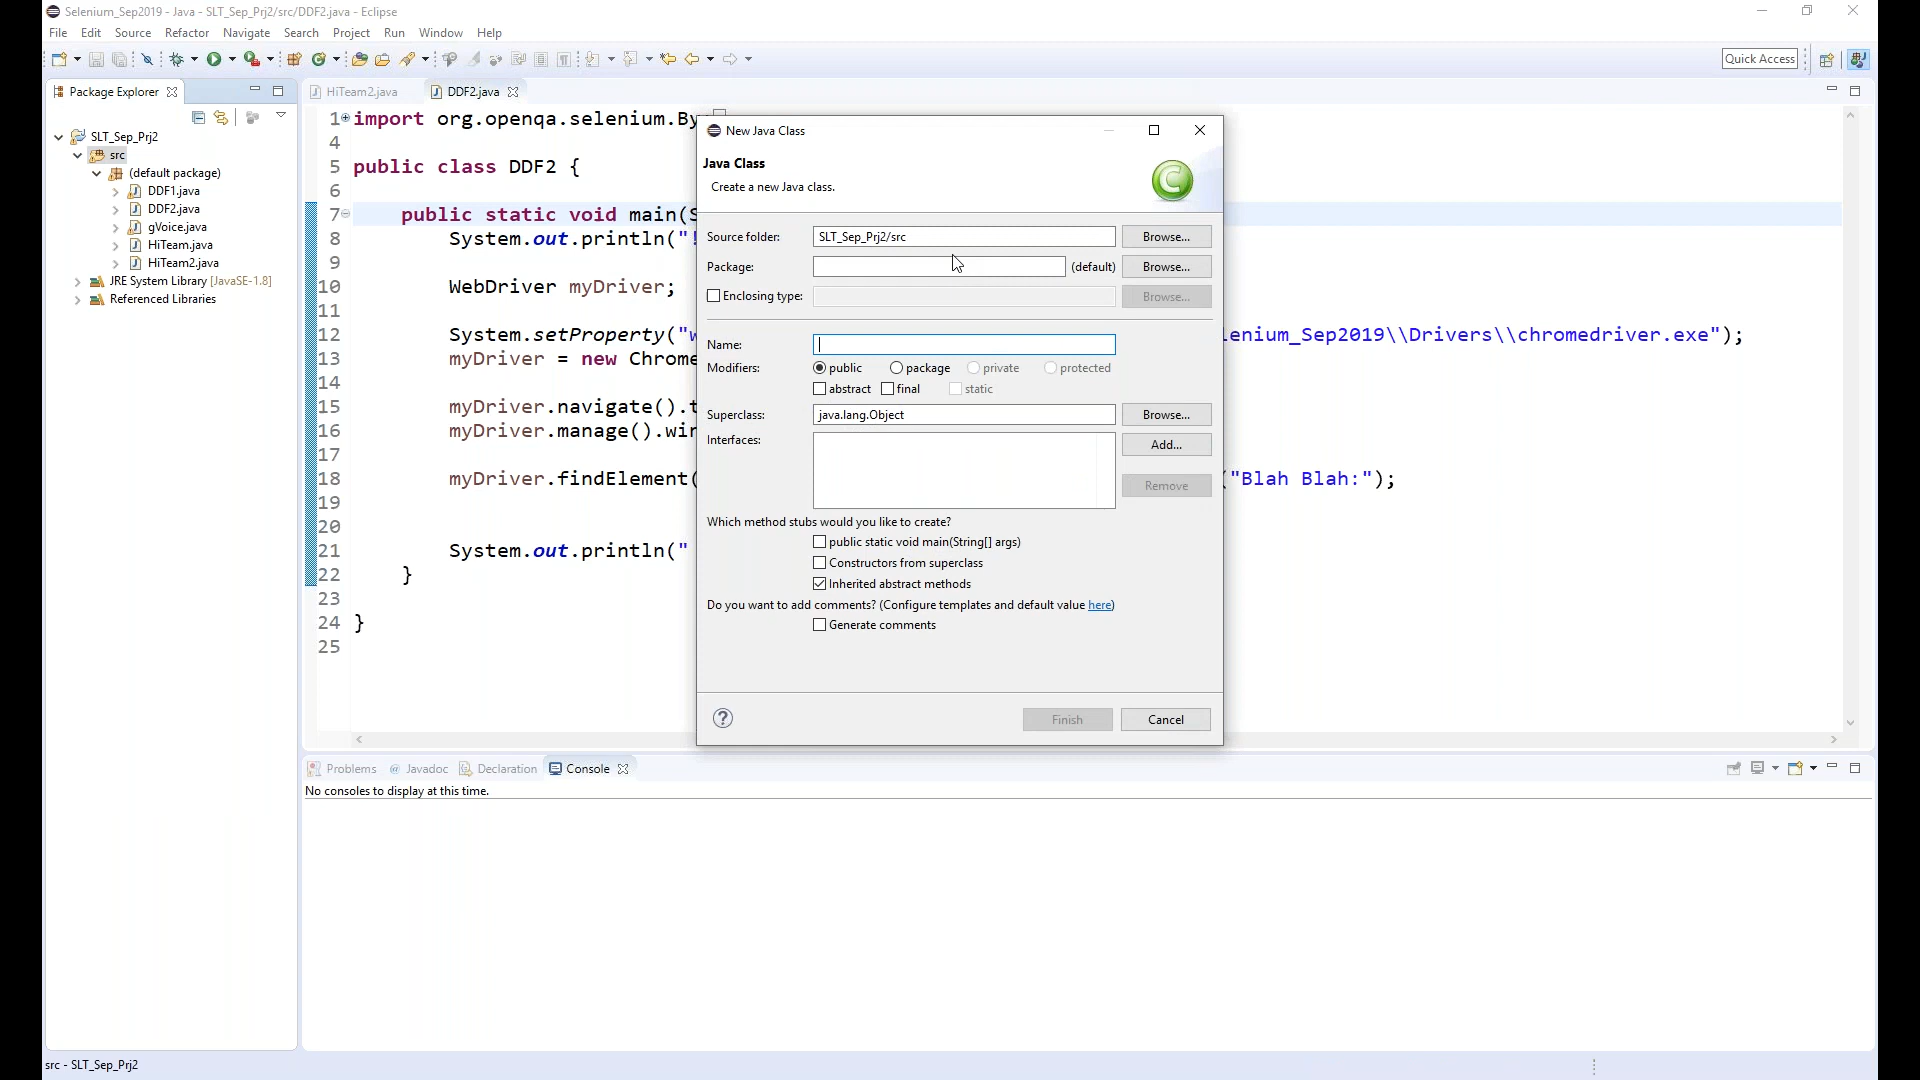 Selenium_Sep2019 - Java - SLT_Sep_Prj2/src/DDF2.java - Eclipse
File Edit Source Refactor Navigate Search Project Run Window Help
Quick Access
Package Explorer
SLT_Sep_Prj2
src
(default package)
DDF1.java
DDF2.java
gVoice.java
HiTeam.java
HiTeam2.java
JRE System Library [JavaSE-1.8]
Referenced Libraries
HiTeam2.java DDF2.java
1 import org.openqa.selenium.By
4
5 public class DDF2 {
6
7 public static void main(
8 System.out.println("
9
10 WebDriver myDriver;
11
12 System.setProperty(" lenium_Sep2019\\Drivers\\chromedriver.exe");
13 myDriver = new Chrome
14
15 myDriver.navigate().t
16 myDriver.manage().win
17
18 myDriver.findElement( ("Blah Blah:");
19
20
21 System.out.println("
22 }
23
24 }
25
New Java Class
Java Class
Create a new Java class.
C
Source folder: SLT_Sep_Prj2/src Browse...
Package: (default) Browse...
Enclosing type: Browse...
Name:
Modifiers: public package private protected
abstract final static
Superclass: java.lang.Object Browse...
Interfaces: Add...
Remove
Which method stubs would you like to create?
public static void main(String[] args)
Constructors from superclass
Inherited abstract methods
Do you want to add comments? (Configure templates and default value here)
Generate comments
? Finish Cancel
Problems @ Javadoc Declaration Console
No consoles to display at this time.
src - SLT_Sep_Prj2